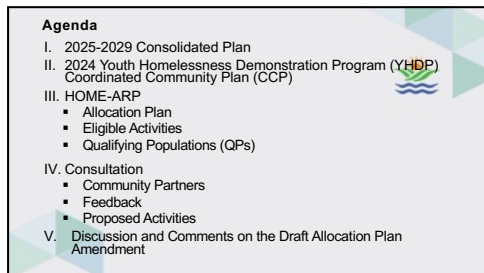 Agenda
I. 2025-2029 Consolidated Plan
II. 2024 Youth Homelessness Demonstration Program (YHDP)
Coordinated Community Plan (CCP)
III. HOME-ARP
▪ Allocation Plan
▪ Eligible Activities
▪ Qualifying Populations (QPs)
IV. Consultation
▪ Community Partners
▪ Feedback
▪ Proposed Activities
V. Discussion and Comments on the Draft Allocation Plan
Amendment